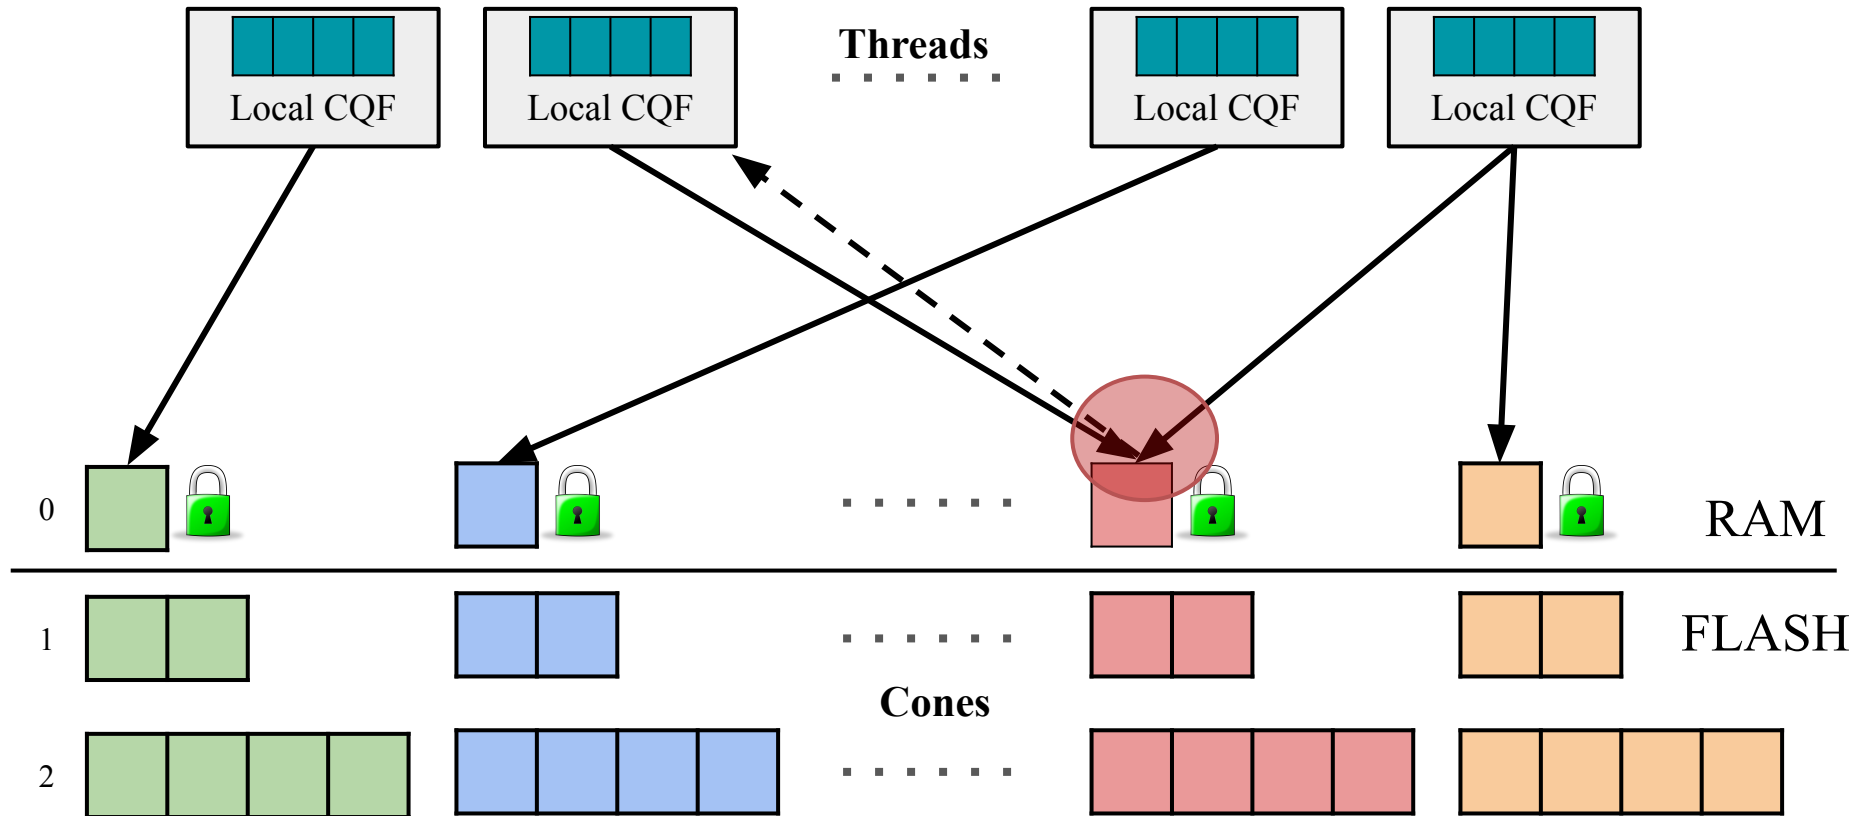 Threads
Local CQF
Local CQF
Local CQF
Local CQF
0
RAM
1
FLASH
Cones
2